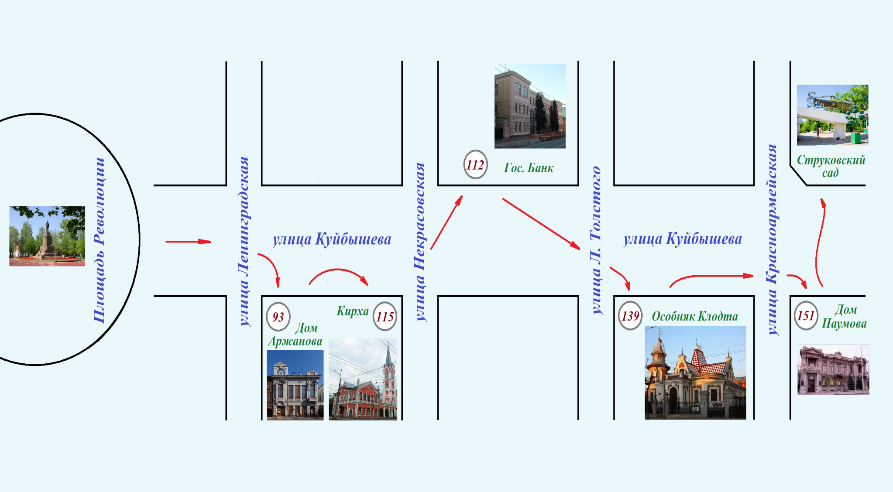 Площадь Революции
улица Ленинградская
улица Куйбышева
93
Дом
Аржанова
Кирха
115
улица Некрасовская
112
Гос. Банк
улица Л. Толстого
улица Куйбышева
139
Особняк Клодта
улица Красноармейская
151
Дом
Паумова
Струковский
сад